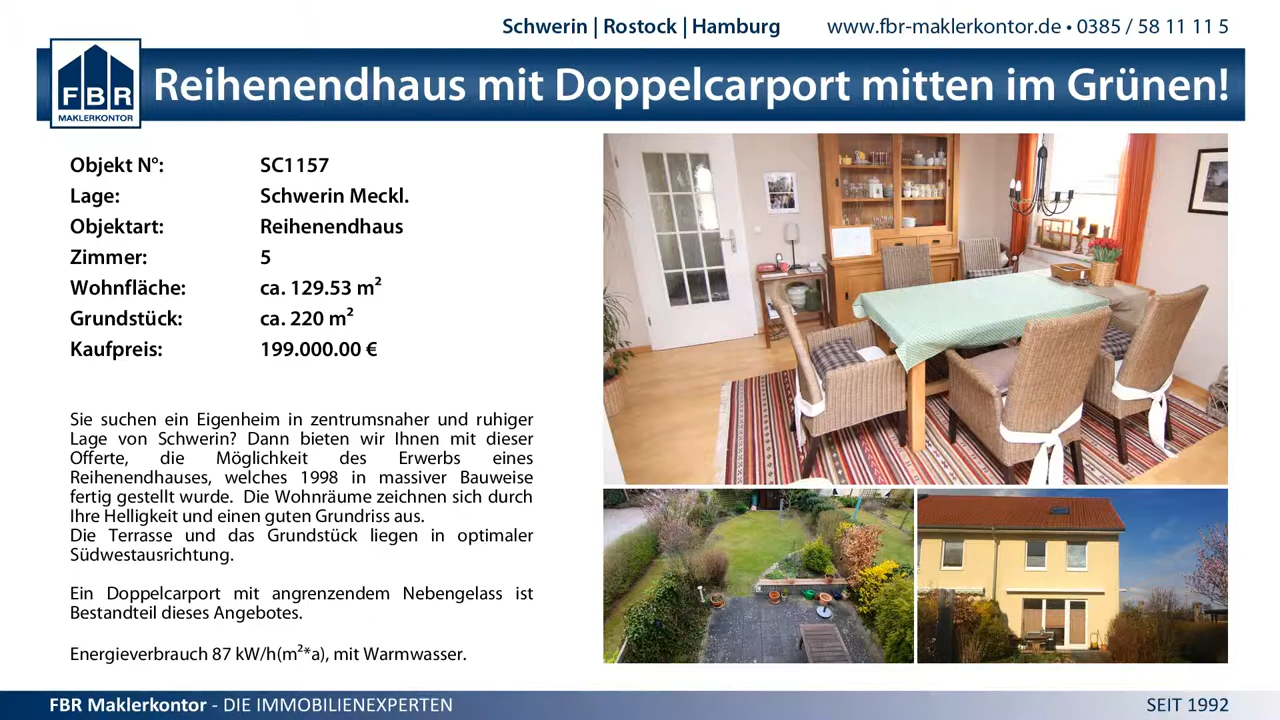 Schwerin | Rostock | Hamburg www.fbr-maklerkontor.de • 0385 / 58 11 11 5
FBR
MAKLERKONTOR
Reihenendhaus mit Doppelcarport mitten im Grünen!
Objekt N°: SC1157
Lage: Schwerin Meckl.
Objektart: Reihenendhaus
Zimmer: 5
Wohnfläche: ca. 129.53 m²
Grundstück: ca. 220 m²
Kaufpreis: 199.000.00 €
Sie suchen ein Eigenheim in zentrumsnaher und ruhiger
Lage von Schwerin? Dann bieten wir Ihnen mit dieser
Offerte, die Möglichkeit des Erwerbs eines
Reihenendhauses, welches 1998 in massiver Bauweise
fertig gestellt wurde. Die Wohnräume zeichnen sich durch
Ihre Helligkeit und einen guten Grundriss aus.
Die Terrasse und das Grundstück liegen in optimaler
Südwestausrichtung.
Ein Doppelcarport mit angrenzendem Nebengelass ist
Bestandteil dieses Angebotes.
Energieverbrauch 87 kW/h(m²*a), mit Warmwasser.
FBR Maklerkontor - DIE IMMOBILIENEXPERTEN SEIT 1992